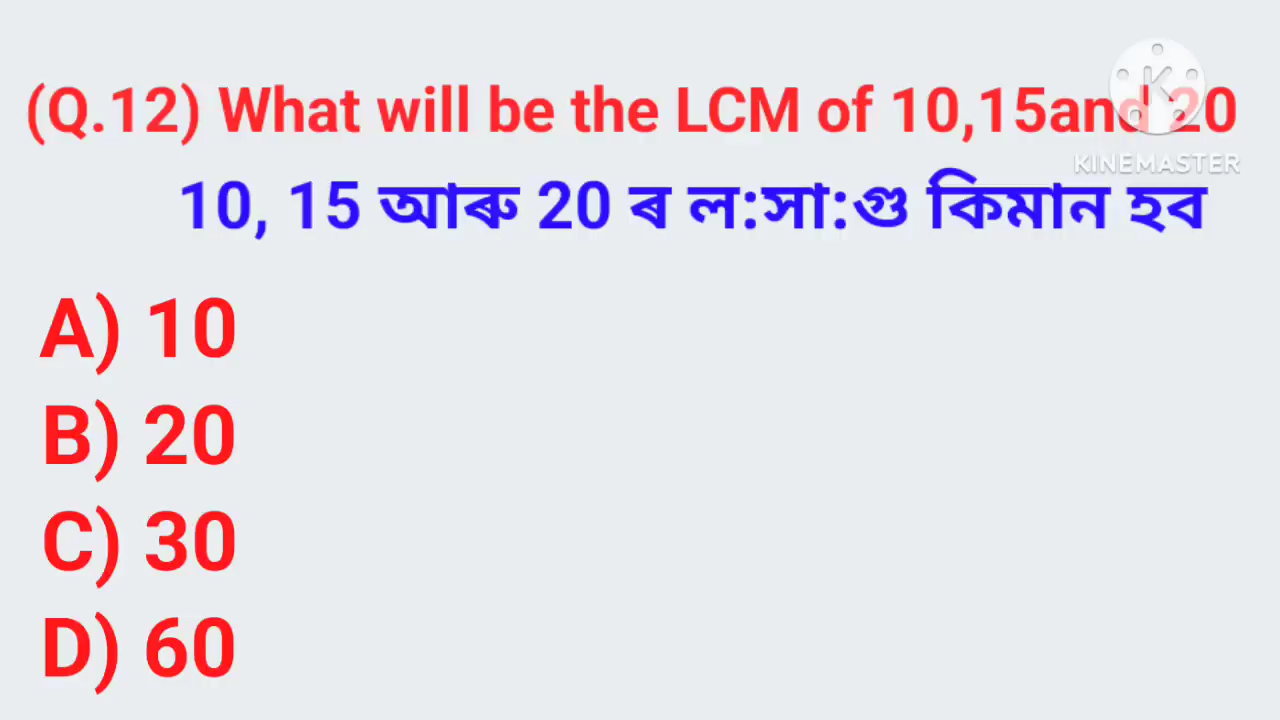 (Q.12) What will be the LCM of 10,15and 20
KINEMASTER
10, 15 আৰু 20 ৰ ল:সা:গু কিমান হব
A) 10
B) 20
C) 30
D) 60